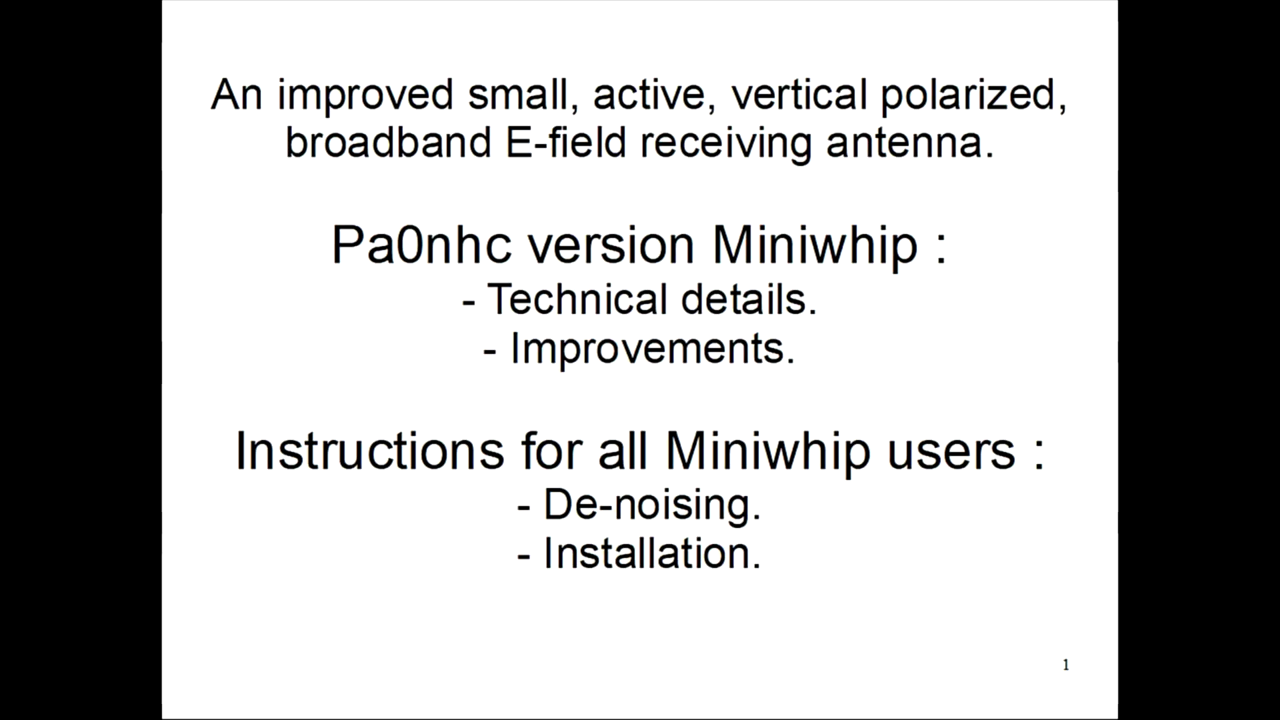 An improved small, active, vertical polarized,
broadband E-field receiving antenna.
Pa0nhc version Miniwhip :
- Technical details.
- Improvements.
Instructions for all Miniwhip users :
- De-noising.
- Installation.
1